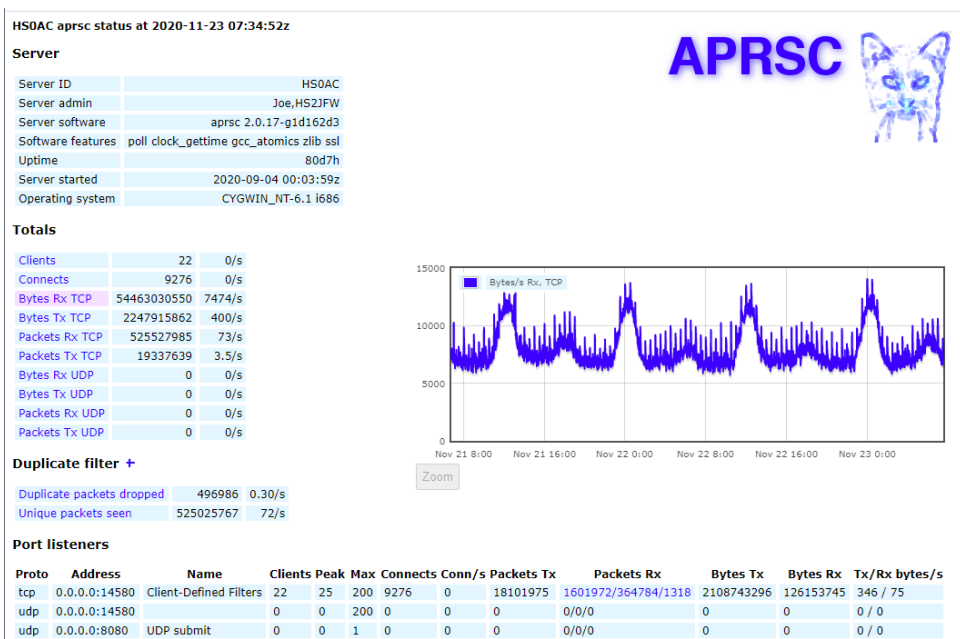 HS0AC aprsc status at 2020-11-23 07:34:52z
APRSC
Server
Server ID HS0AC
Server admin Joe,HS2JFW
Server software aprsc 2.0.17-g1d162d3
Software features poll clock_gettime gcc_atomics zlib ssl
Uptime 80d7h
Server started 2020-09-04 00:03:59z
Operating system CYGWIN_NT-6.1 i686
Totals
Clients 22 0/s
Connects 9276 0/s
Bytes Rx TCP 54463030550 7474/s
Bytes Tx TCP 2247915862 400/s
Packets Rx TCP 525527985 73/s
Packets Tx TCP 19337639 3.5/s
Bytes Rx UDP 0 0/s
Bytes Tx UDP 0 0/s
Packets Rx UDP 0 0/s
Packets Tx UDP 0 0/s
Bytes/s Rx, TCP
15000
10000
5000
0
Nov 21 8:00 Nov 21 16:00 Nov 22 0:00 Nov 22 8:00 Nov 22 16:00 Nov 23 0:00
Zoom
Duplicate filter +
Duplicate packets dropped 496986 0.30/s
Unique packets seen 525025767 72/s
Port listeners
Proto Address Name Clients Peak Max Connects Conn/s Packets Tx Packets Rx Bytes Tx Bytes Rx Tx/Rx bytes/s
tcp 0.0.0.0:14580 Client-Defined Filters 22 25 200 9276 0 18101975 1601972/364784/1318 2108743296 126153745 346 / 75
udp 0.0.0.0:14580 0 0 200 0 0 0 0/0/0 0 0 0 / 0
udp 0.0.0.0:8080 UDP submit 0 0 1 0 0 0 0/0/0 0 0 0 / 0